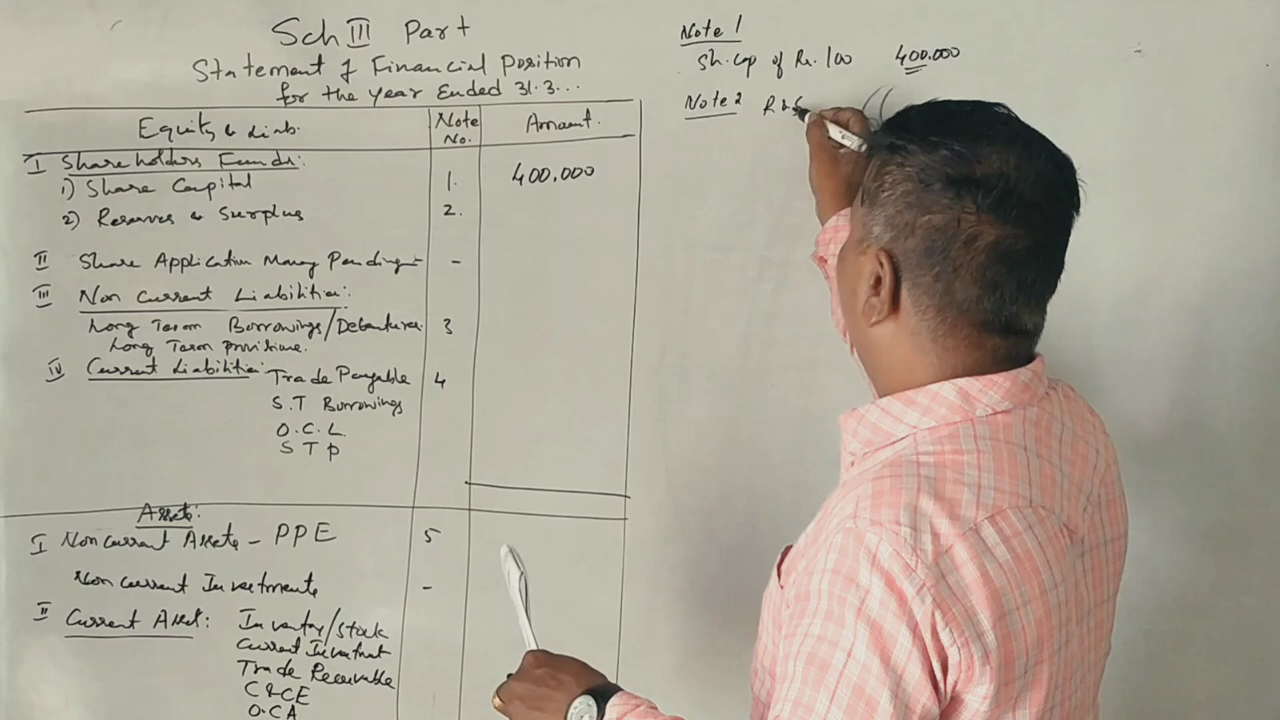 Sch III Part
Statement of Financial Position
for the year Ended 31.3...
Equity & Liab.
Note No.
Amount.
I Shareholders Funds:
1) Share Capital 1. 400,000
2) Reserves & Surplus 2.
II Share Application Money Pending -
III Non Current Liabilities:
Long Term Borrowings/Debentures 3
Long Term Provisions.
IV Current Liabilities: Trade Payable 4
S.T Borrowings
O.C.L.
S T P
Assets:
I Non current Assets - PPE 5
Non current Investments -
II Current Asset: Inventory/Stock
Current Investment
Trade Receivable
C & CE
O.CA
Note 1
Sh. Cap of Rs. 100 400.000
Note 2 R & S